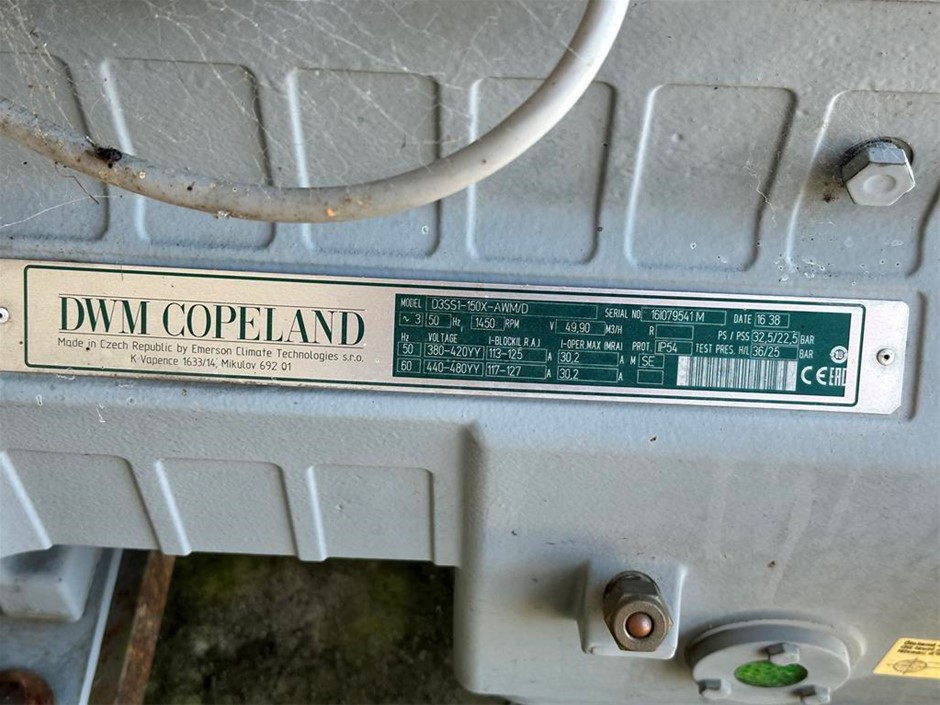 DWM COPELAND
Made in Czech Republic by Emerson Climate Technologies s.r.o.
K Vapence 1633/14, Mikulov 692 01
MODEL D3SS1-150X-AWM/D SERIAL NO 16I079541 M DATE 16 38
~ 3 50 Hz 1450 RPM V 49,90 M3/H R PS / PSS 32,5/22,5 BAR
Hz VOLTAGE I-BLOCK(L.R.A.) I-OPER.MAX (MRA) PROT. IP54 TEST PRES. H/L 36/25 BAR
50 380-420YY 113-125 A 30,2 A M SE
60 440-480YY 117-127 A 30,2 A
CE EAC